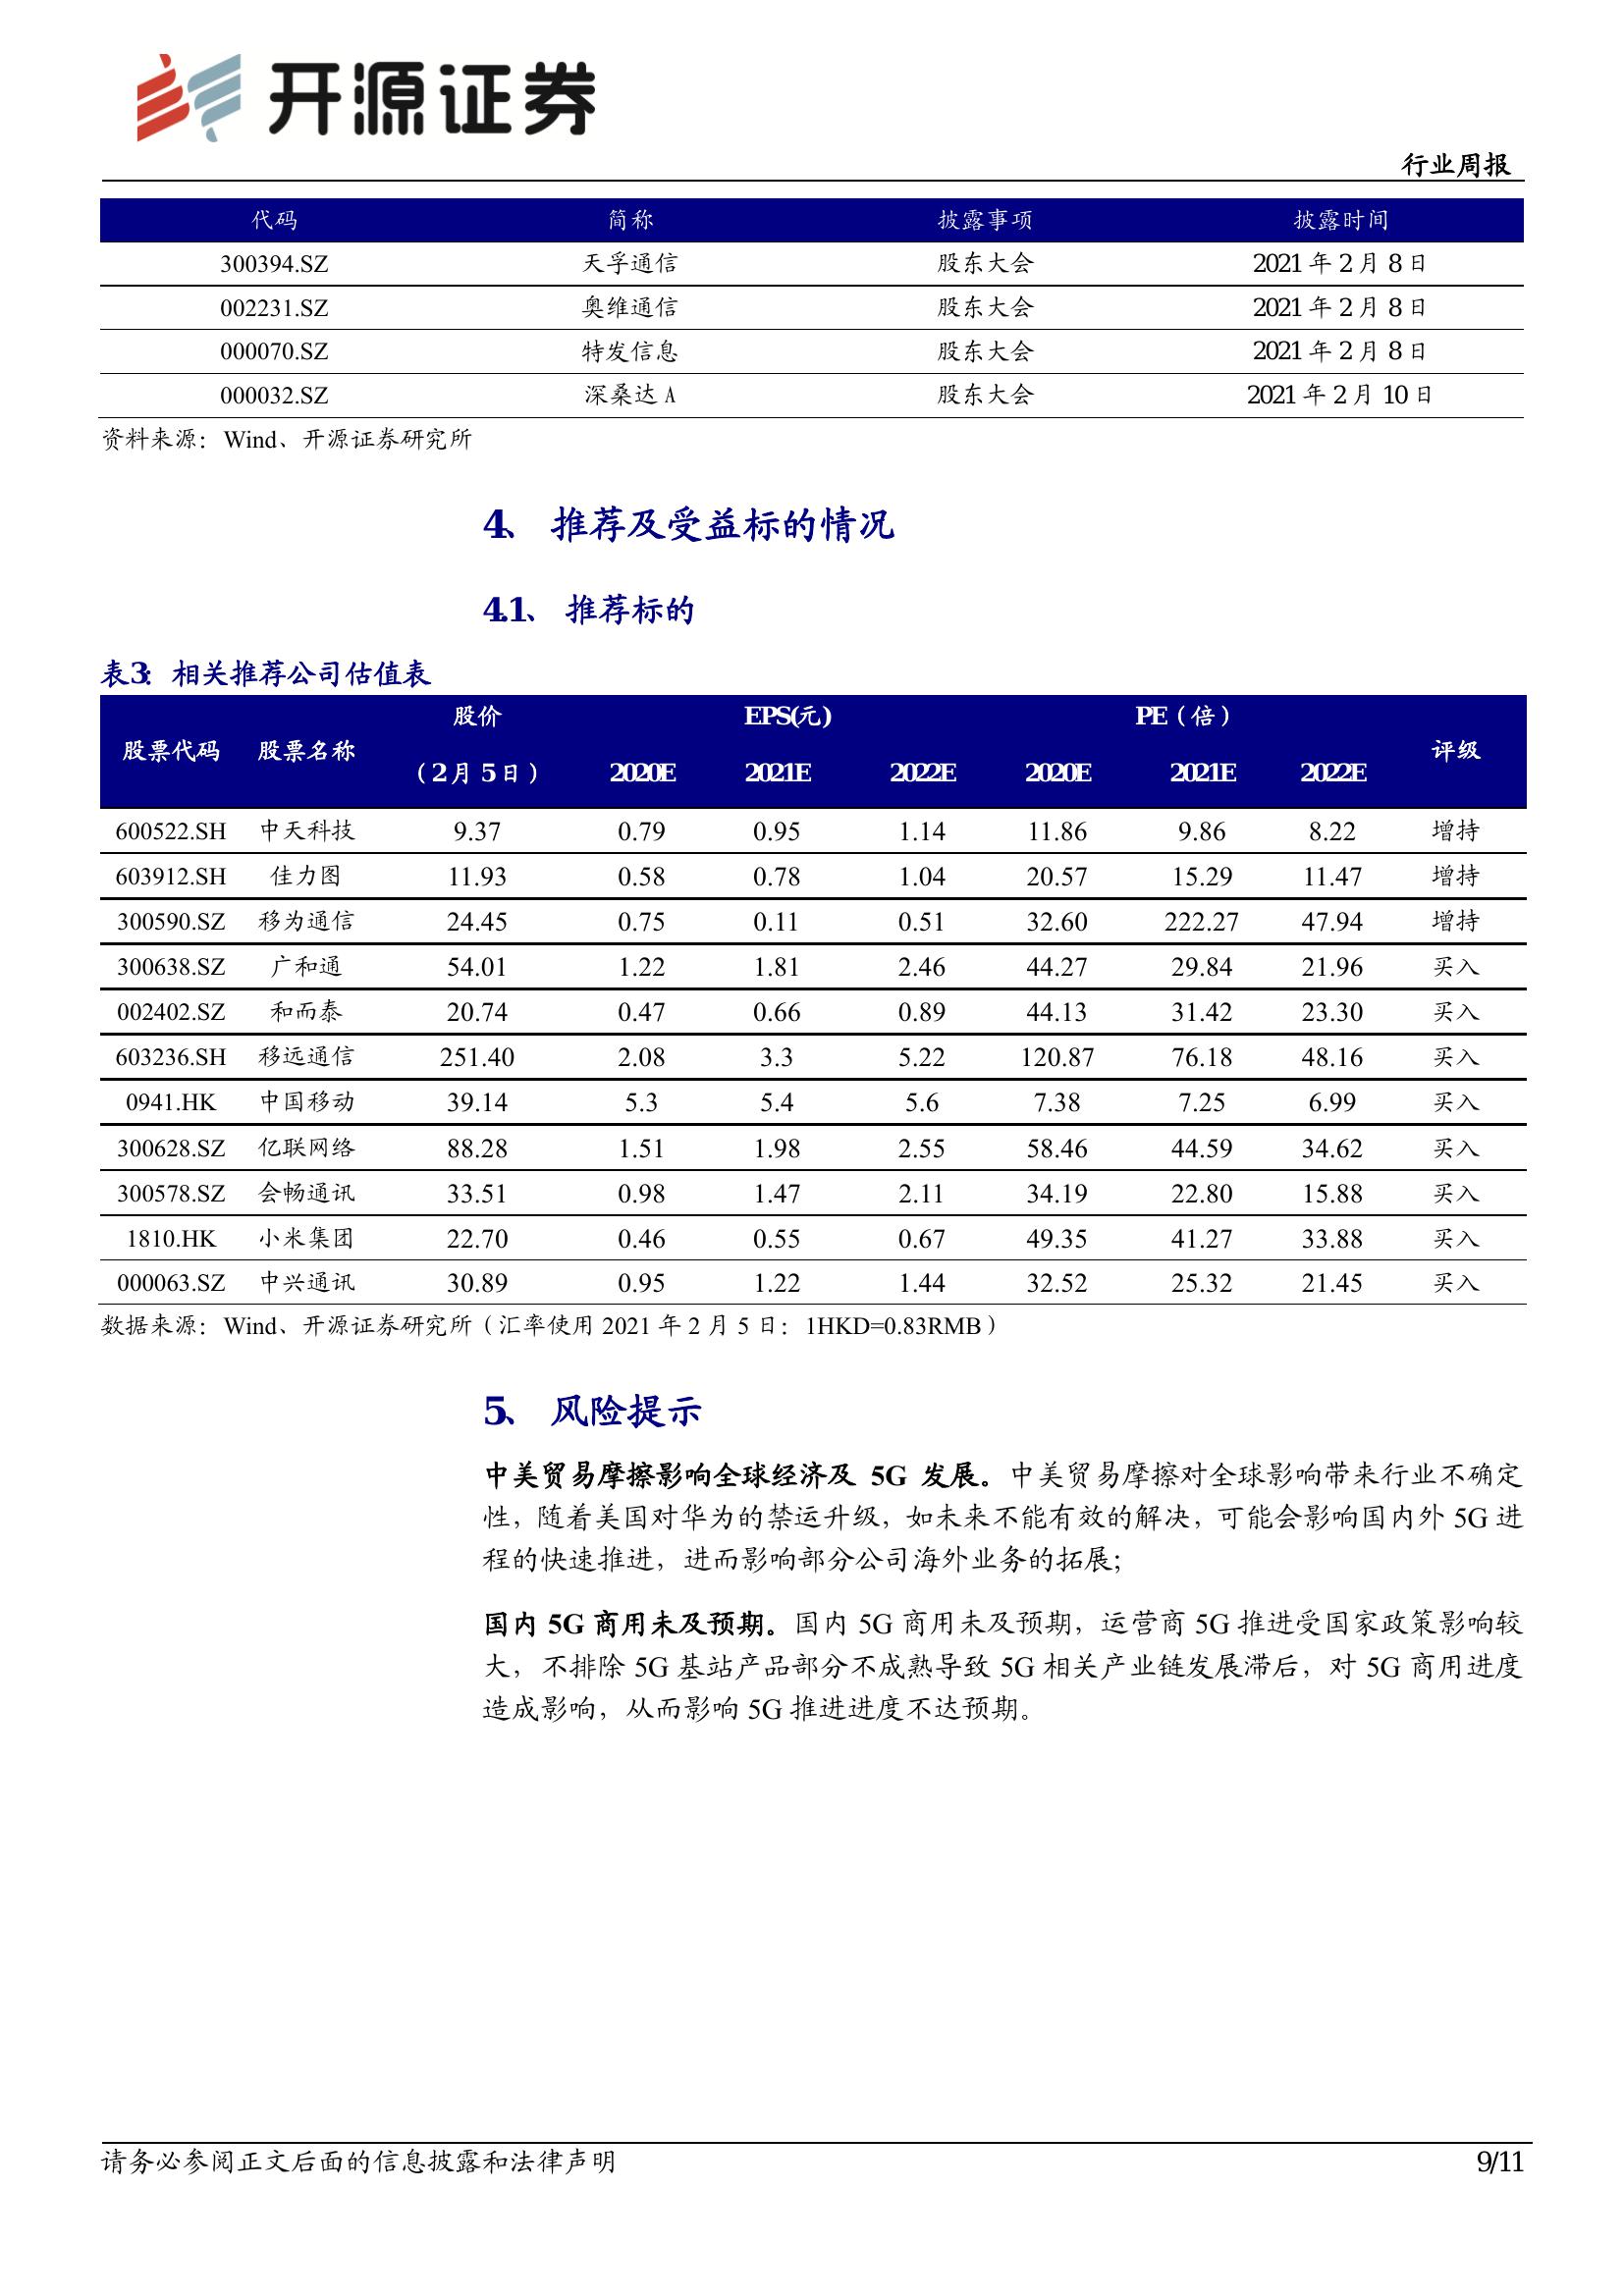 开源证券
行业周报
代码 简称 披露事项 披露时间
300394.SZ 天孚通信 股东大会 2021 年 2 月 8 日
002231.SZ 奥维通信 股东大会 2021 年 2 月 8 日
000070.SZ 特发信息 股东大会 2021 年 2 月 8 日
000032.SZ 深桑达 A 股东大会 2021 年 2 月 10 日
资料来源：Wind、开源证券研究所
4、 推荐及受益标的情况
4.1、 推荐标的
表3：相关推荐公司估值表
股票代码 股票名称 股价 EPS(元) PE（倍） 评级
（2 月 5 日） 2020E 2021E 2022E 2020E 2021E 2022E
600522.SH 中天科技 9.37 0.79 0.95 1.14 11.86 9.86 8.22 增持
603912.SH 佳力图 11.93 0.58 0.78 1.04 20.57 15.29 11.47 增持
300590.SZ 移为通信 24.45 0.75 0.11 0.51 32.60 222.27 47.94 增持
300638.SZ 广和通 54.01 1.22 1.81 2.46 44.27 29.84 21.96 买入
002402.SZ 和而泰 20.74 0.47 0.66 0.89 44.13 31.42 23.30 买入
603236.SH 移远通信 251.40 2.08 3.3 5.22 120.87 76.18 48.16 买入
0941.HK 中国移动 39.14 5.3 5.4 5.6 7.38 7.25 6.99 买入
300628.SZ 亿联网络 88.28 1.51 1.98 2.55 58.46 44.59 34.62 买入
300578.SZ 会畅通讯 33.51 0.98 1.47 2.11 34.19 22.80 15.88 买入
1810.HK 小米集团 22.70 0.46 0.55 0.67 49.35 41.27 33.88 买入
000063.SZ 中兴通讯 30.89 0.95 1.22 1.44 32.52 25.32 21.45 买入
数据来源：Wind、开源证券研究所（汇率使用 2021 年 2 月 5 日：1HKD=0.83RMB）
5、 风险提示
中美贸易摩擦影响全球经济及 5G 发展。中美贸易摩擦对全球影响带来行业不确定
性，随着美国对华为的禁运升级，如未来不能有效的解决，可能会影响国内外 5G 进
程的快速推进，进而影响部分公司海外业务的拓展；
国内 5G 商用未及预期。国内 5G 商用未及预期，运营商 5G 推进受国家政策影响较
大，不排除 5G 基站产品部分不成熟导致 5G 相关产业链发展滞后，对 5G 商用进度
造成影响，从而影响 5G 推进进度不达预期。
请务必参阅正文后面的信息披露和法律声明 9/11